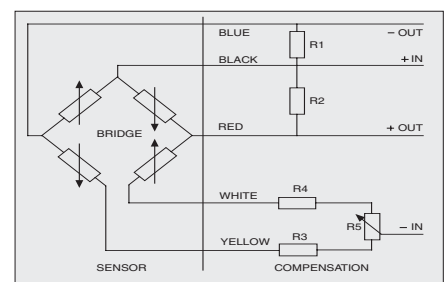 BLUE
R1
– OUT
BLACK
+ IN
R2
BRIDGE
RED
+ OUT
WHITE
R4
R5
– IN
YELLOW
R3
SENSOR
COMPENSATION